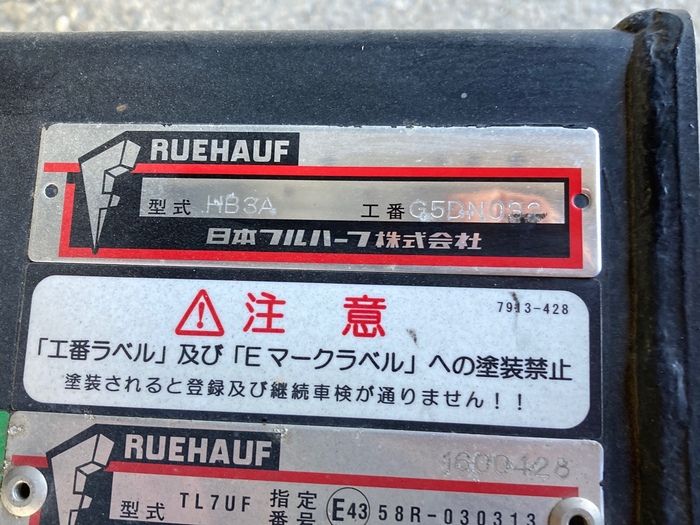 RUEHAUF
型式 HB3A 工番
日本フルハーフ株式会社
注意 7913-428
「工番ラベル」及び「Eマークラベル」への塗装禁止
塗装されると登録及び継続車検が通りません！！
RUEHAUF 1600428
型式 TL7UF 指定番号 E43 58R-030313